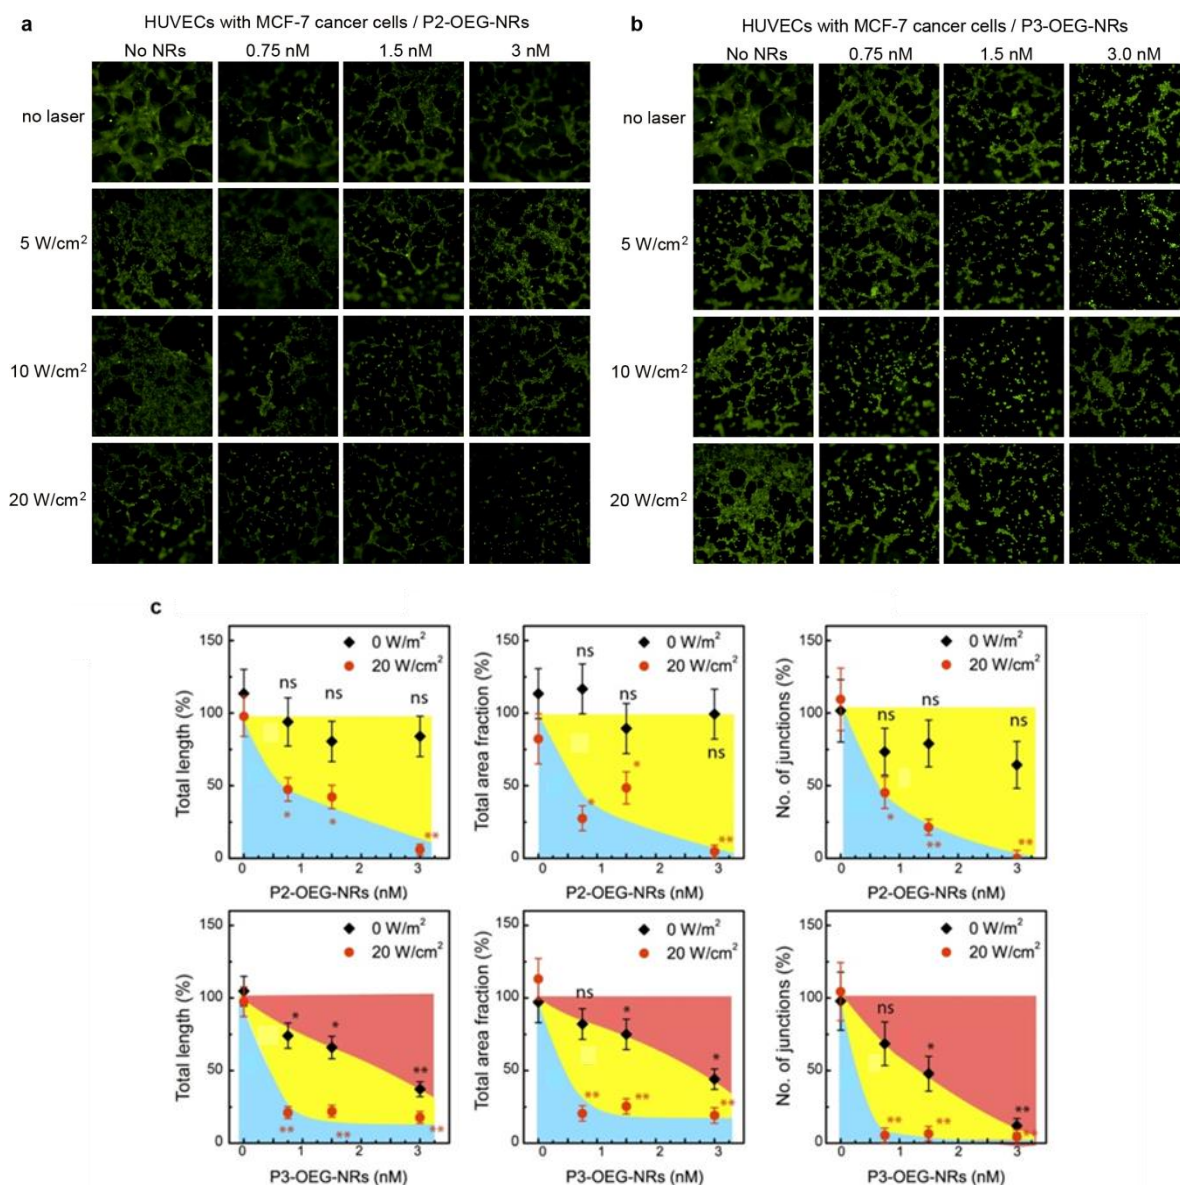 a
HUVECs with MCF-7 cancer cells / P2-OEG-NRs
No NRs 0.75 nM 1.5 nM 3 nM
no laser
5 W/cm²
10 W/cm²
20 W/cm²
b
HUVECs with MCF-7 cancer cells / P3-OEG-NRs
No NRs 0.75 nM 1.5 nM 3.0 nM
no laser
5 W/cm²
10 W/cm²
20 W/cm²
c
Total length (%)
150
100
50
0
0 W/m²
20 W/cm²
ns ns ns
* * **
0 1 2 3
P2-OEG-NRs (nM)
Total area fraction (%)
150
100
50
0
0 W/m²
20 W/cm²
ns ns ns
* * **
0 1 2 3
P2-OEG-NRs (nM)
No. of junctions (%)
150
100
50
0
0 W/m²
20 W/cm²
ns ns ns
* ** **
0 1 2 3
P2-OEG-NRs (nM)
Total length (%)
150
100
50
0
0 W/m²
20 W/cm²
* * **
** ** **
0 1 2 3
P3-OEG-NRs (nM)
Total area fraction (%)
150
100
50
0
0 W/m²
20 W/cm²
ns * *
** ** **
0 1 2 3
P3-OEG-NRs (nM)
No. of junctions (%)
150
100
50
0
0 W/m²
20 W/cm²
ns * **
** ** **
0 1 2 3
P3-OEG-NRs (nM)